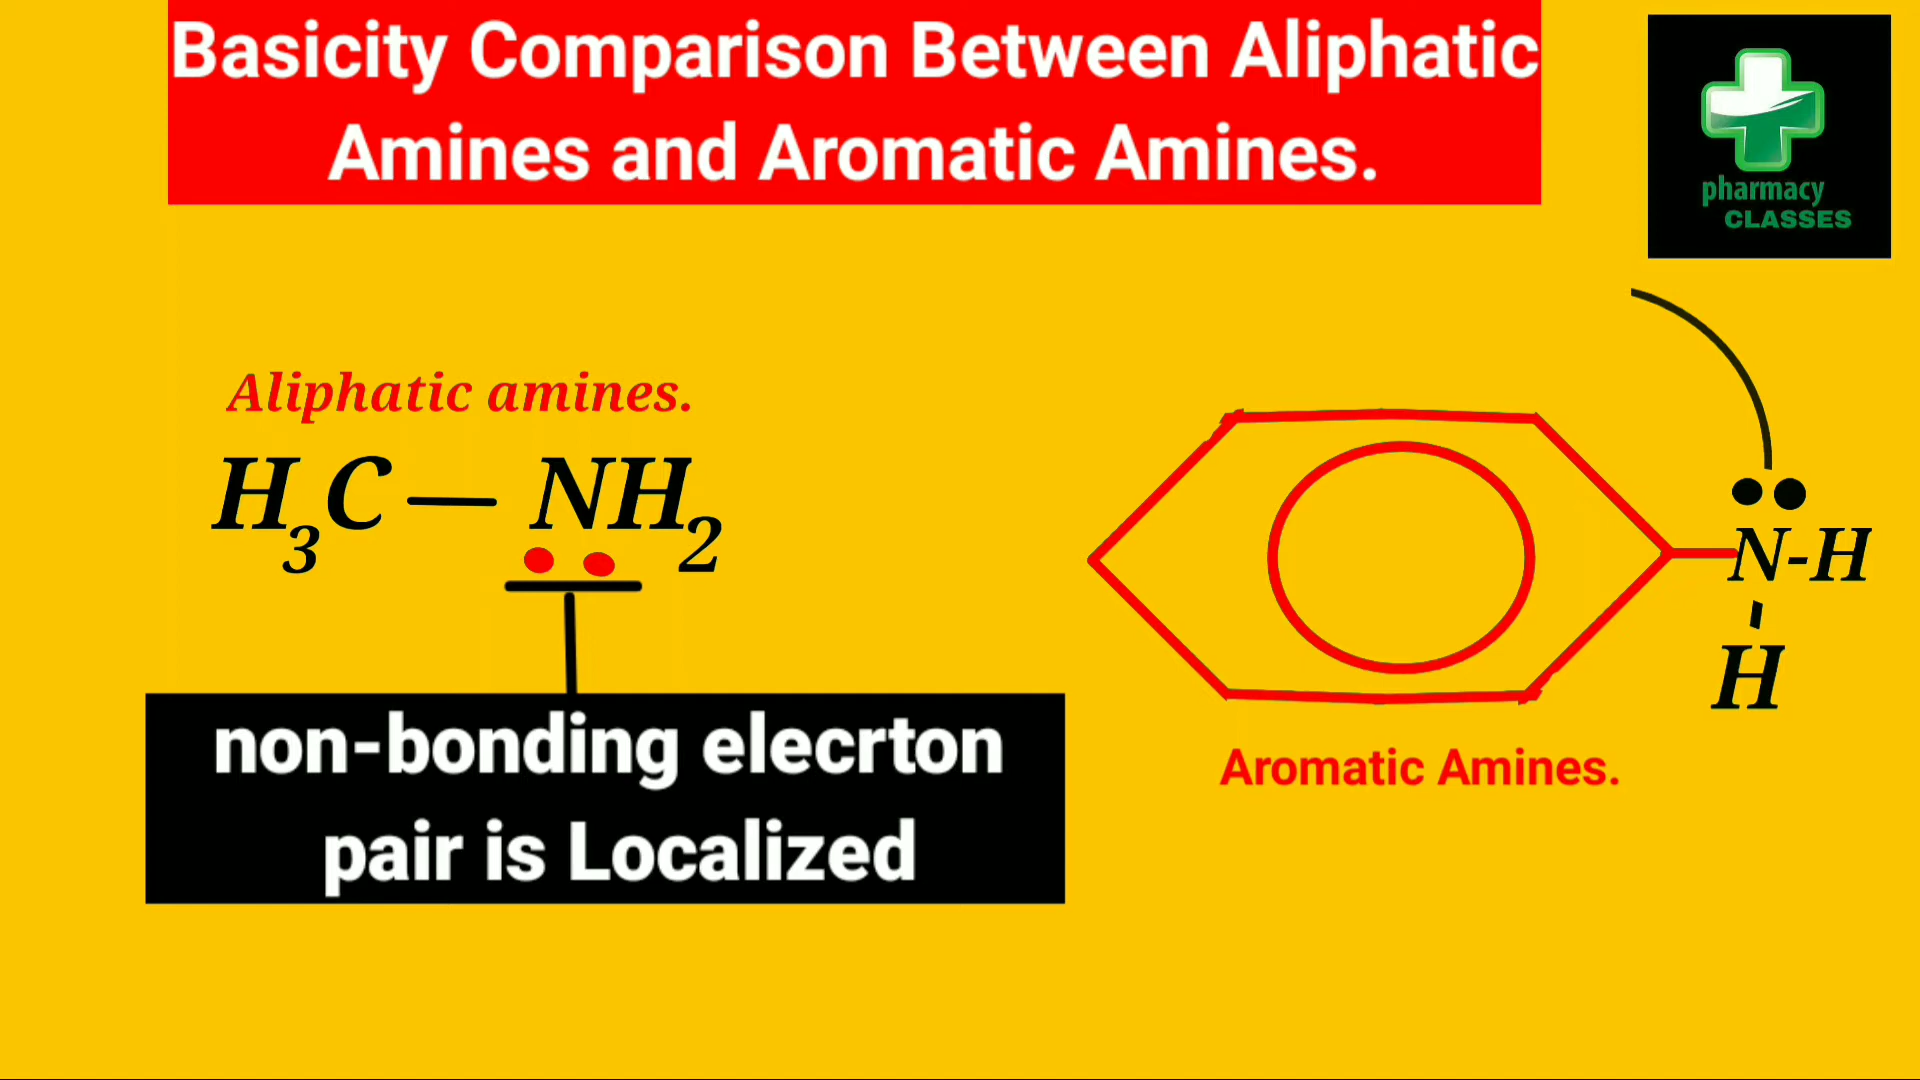 Basicity Comparison Between Aliphatic
Amines and Aromatic Amines.
pharmacy
CLASSES
Aliphatic amines.
H3C — NH2
non-bonding elecrton
pair is Localized
N-H
H
Aromatic Amines.